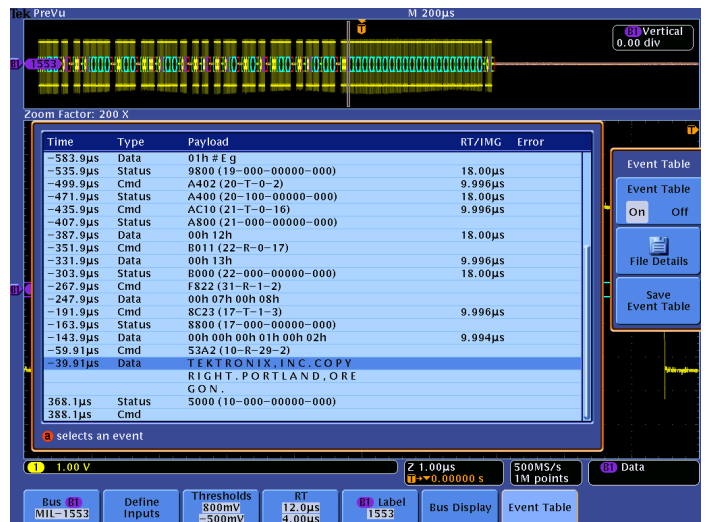 Tek PreVu M 200µs
B1 Vertical
0.00 div
B1 1553
Zoom Factor: 200 X
Time Type Payload RT/IMG Error
-583.9µs Data 01h # E g
-535.9µs Status 9800 (19-000-00000-000) 18.00µs
-499.9µs Cmd A402 (20-T-0-2) 9.996µs
-471.9µs Status A400 (20-100-00000-000) 18.00µs
-435.9µs Cmd AC10 (21-T-0-16) 9.996µs
-407.9µs Status A800 (21-000-00000-000)
-387.9µs Data 00h 12h 18.00µs
-351.9µs Cmd B011 (22-R-0-17)
-331.9µs Data 00h 13h 9.996µs
-303.9µs Status B000 (22-000-00000-000) 18.00µs
-267.9µs Cmd F822 (31-R-1-2)
-247.9µs Data 00h 07h 00h 08h
-191.9µs Cmd 8C23 (17-T-1-3) 9.996µs
-163.9µs Status 8800 (17-000-00000-000)
-143.9µs Data 00h 00h 00h 01h 00h 02h 9.994µs
-59.91µs Cmd 53A2 (10-R-29-2)
-39.91µs Data T E K T R O N I X , I N C . C O P Y
R I G H T . P O R T L A N D , O R E
G O N .
368.1µs Status 5000 (10-000-00000-000)
388.1µs Cmd
a selects an event
Event Table
Event Table
On Off
File Details
Save
Event Table
1 1.00 V
Z 1.00µs
T→▼0.00000 s
500MS/s
1M points
B1 Data
Bus B1
MIL-1553
Define
Inputs
Thresholds
800mV
-500mV
RT
12.0µs
4.00µs
B1 Label
1553
Bus Display
Event Table